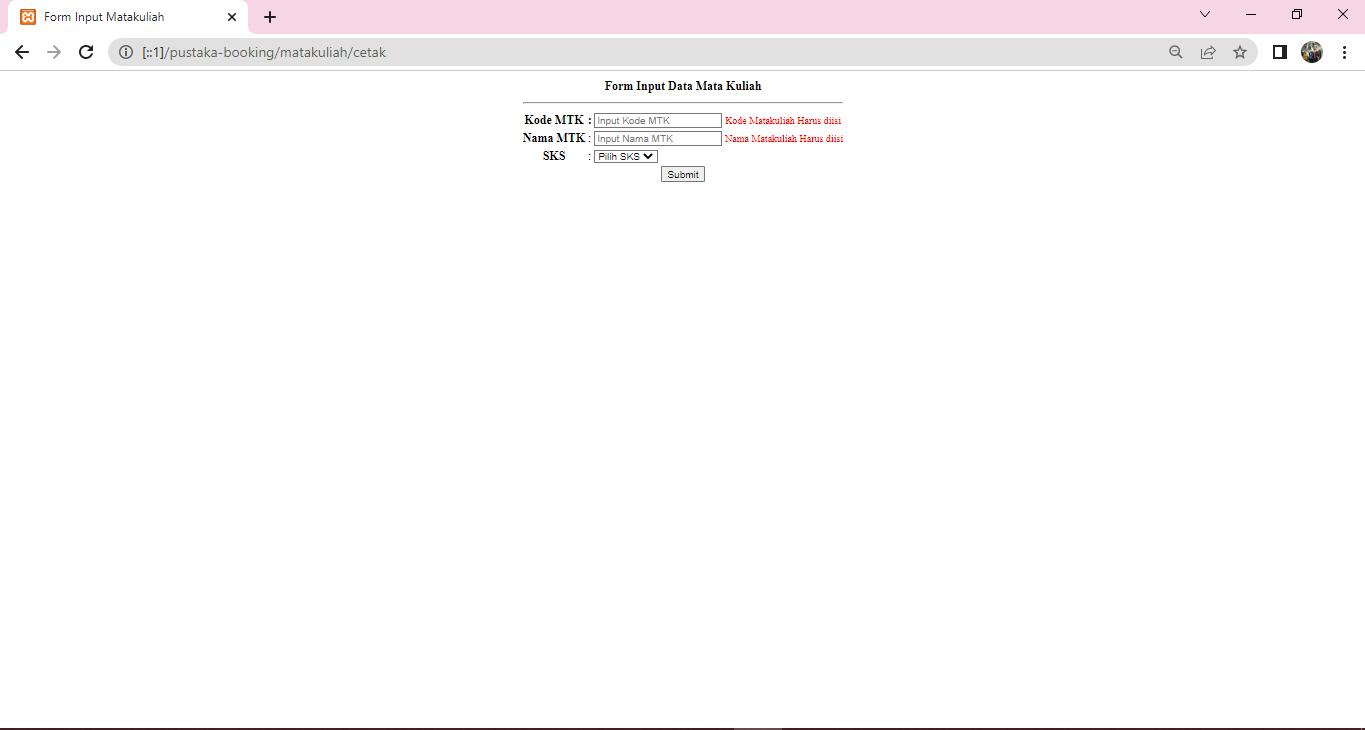 Form Input Matakuliah
[::1]/pustaka-booking/matakuliah/cetak
Form Input Data Mata Kuliah
Kode MTK : Input Kode MTK Kode Matakuliah Harus diisi
Nama MTK : Input Nama MTK Nama Matakuliah Harus diisi
SKS : Pilih SKS
Submit